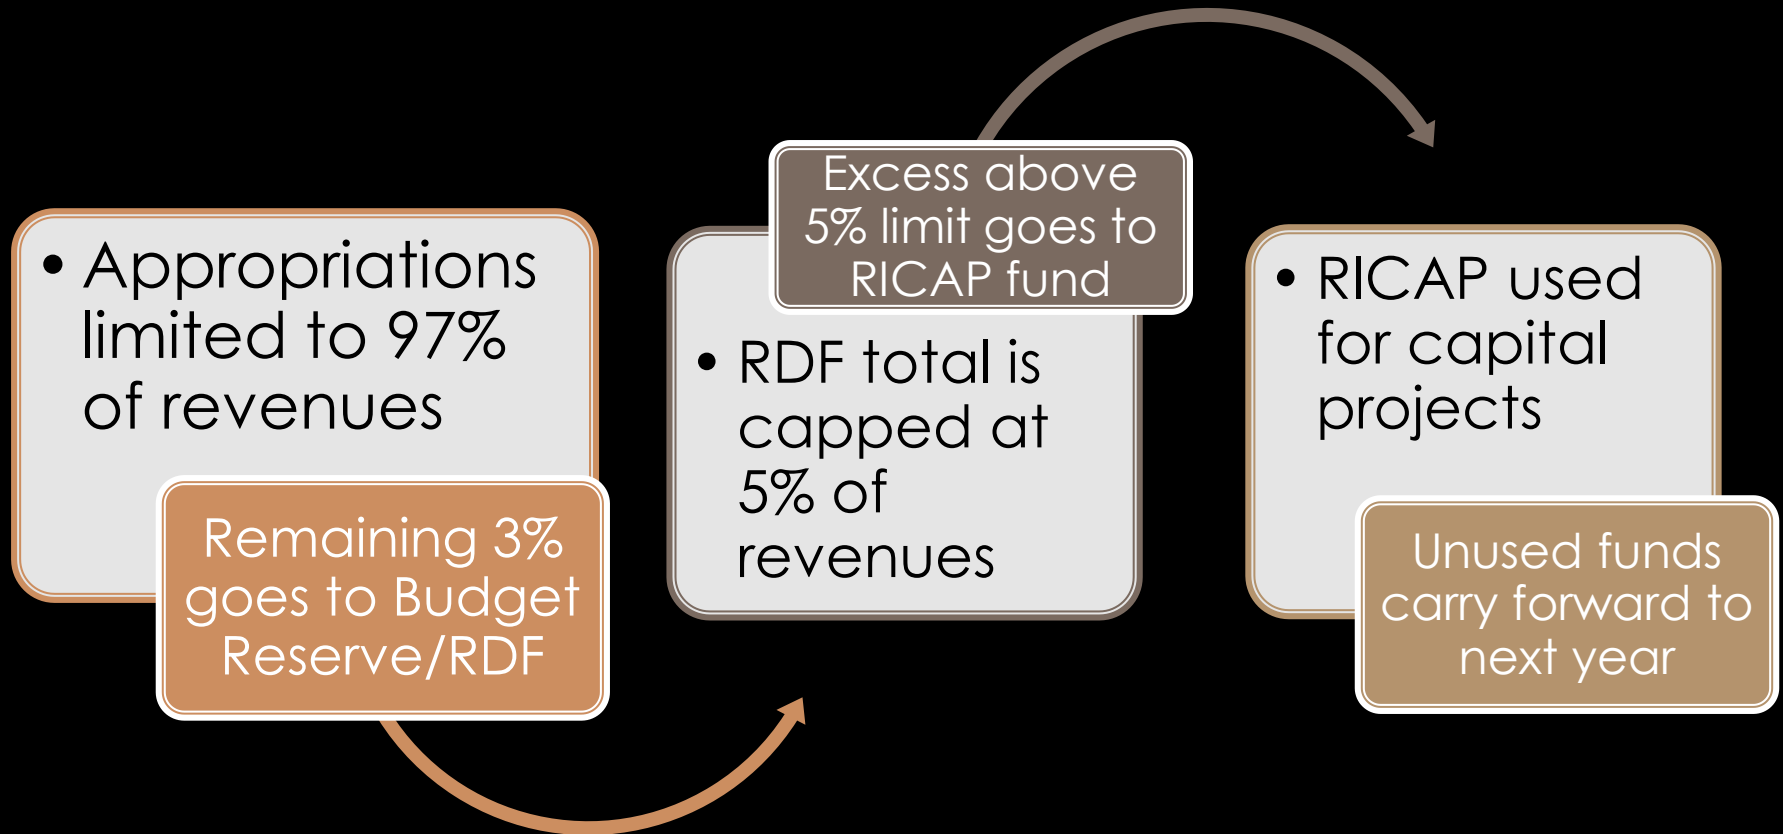 • Appropriations
limited to 97%
of revenues
Remaining 3%
goes to Budget
Reserve/RDF
Excess above
5% limit goes to
RICAP fund
• RDF total is
capped at
5% of
revenues
• RICAP used
for capital
projects
Unused funds
carry forward to
next year